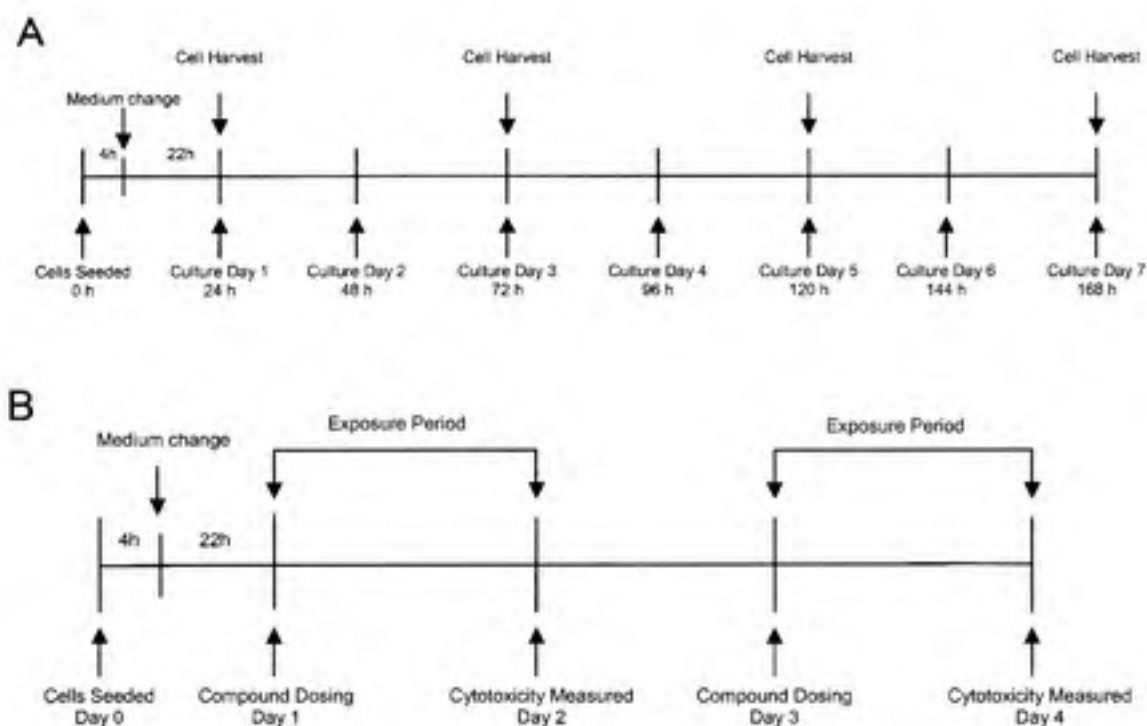 A
Cell Harvest Cell Harvest Cell Harvest Cell Harvest
Medium change
4h 22h
Cells Seeded Culture Day 1 Culture Day 2 Culture Day 3 Culture Day 4 Culture Day 5 Culture Day 6 Culture Day 7
0 h 24 h 48 h 72 h 96 h 120 h 144 h 168 h
B
Exposure Period Exposure Period
Medium change
4h 22h
Cells Seeded Compound Dosing Cytotoxicity Measured Compound Dosing Cytotoxicity Measured
Day 0 Day 1 Day 2 Day 3 Day 4